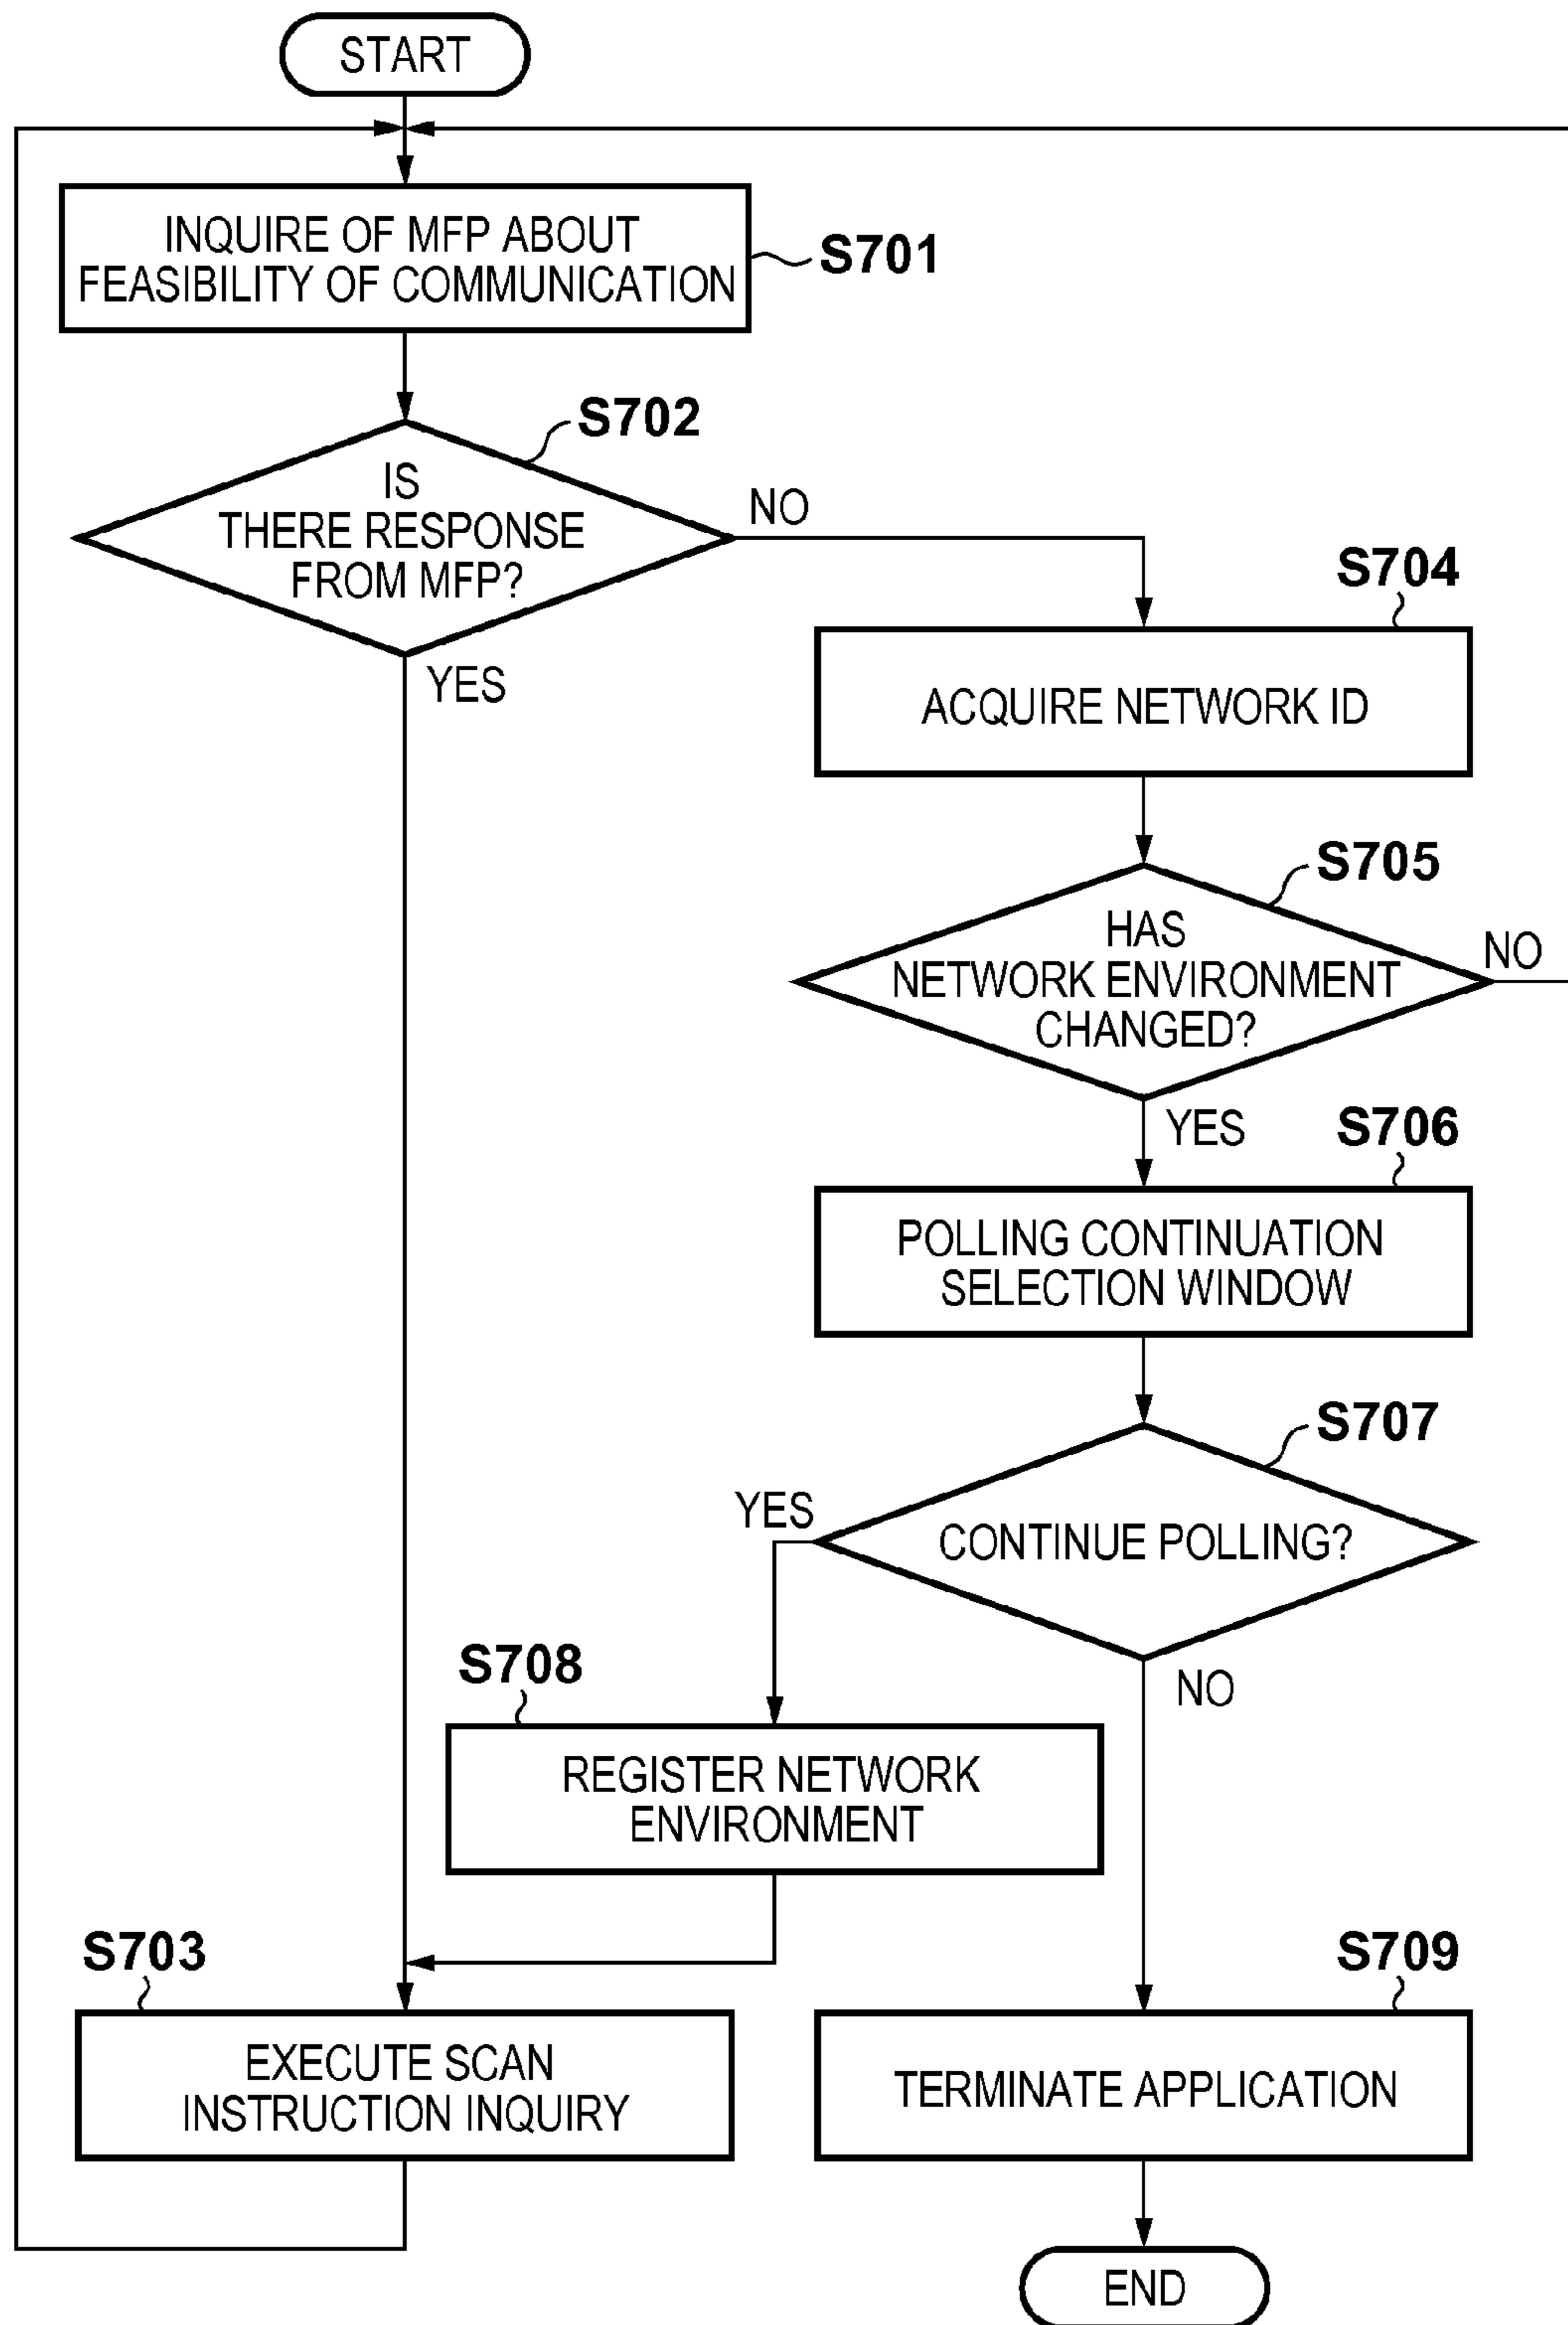 START
INQUIRE OF MFP ABOUT
FEASIBILITY OF COMMUNICATION
S701
S702
IS
THERE RESPONSE
FROM MFP?
NO
YES
S704
ACQUIRE NETWORK ID
S705
HAS
NETWORK ENVIRONMENT
CHANGED?
NO
YES
S706
POLLING CONTINUATION
SELECTION WINDOW
S707
CONTINUE POLLING?
YES
NO
S708
REGISTER NETWORK
ENVIRONMENT
S703
EXECUTE SCAN
INSTRUCTION INQUIRY
S709
TERMINATE APPLICATION
END